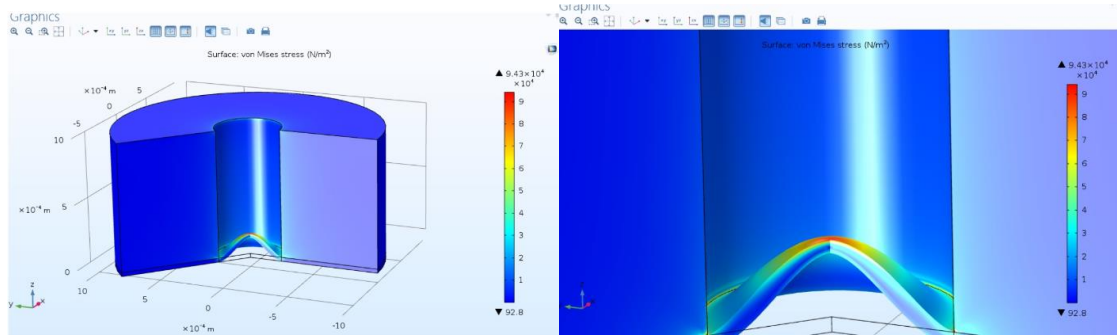 Graphics
Surface: von Mises stress (N/m²)
×10⁻⁴ m
5
0
-5
10
5
×10⁻⁴ m
0
10
5
0
-5
-10
×10⁻⁴ m
z
y
x
▲ 9.43×10⁴
×10⁴
9
8
7
6
5
4
3
2
1
▼ 92.8
Graphics
Surface: von Mises stress (N/m²)
z
y
▲ 9.43×10⁴
×10⁴
9
8
7
6
5
4
3
2
1
▼ 92.8